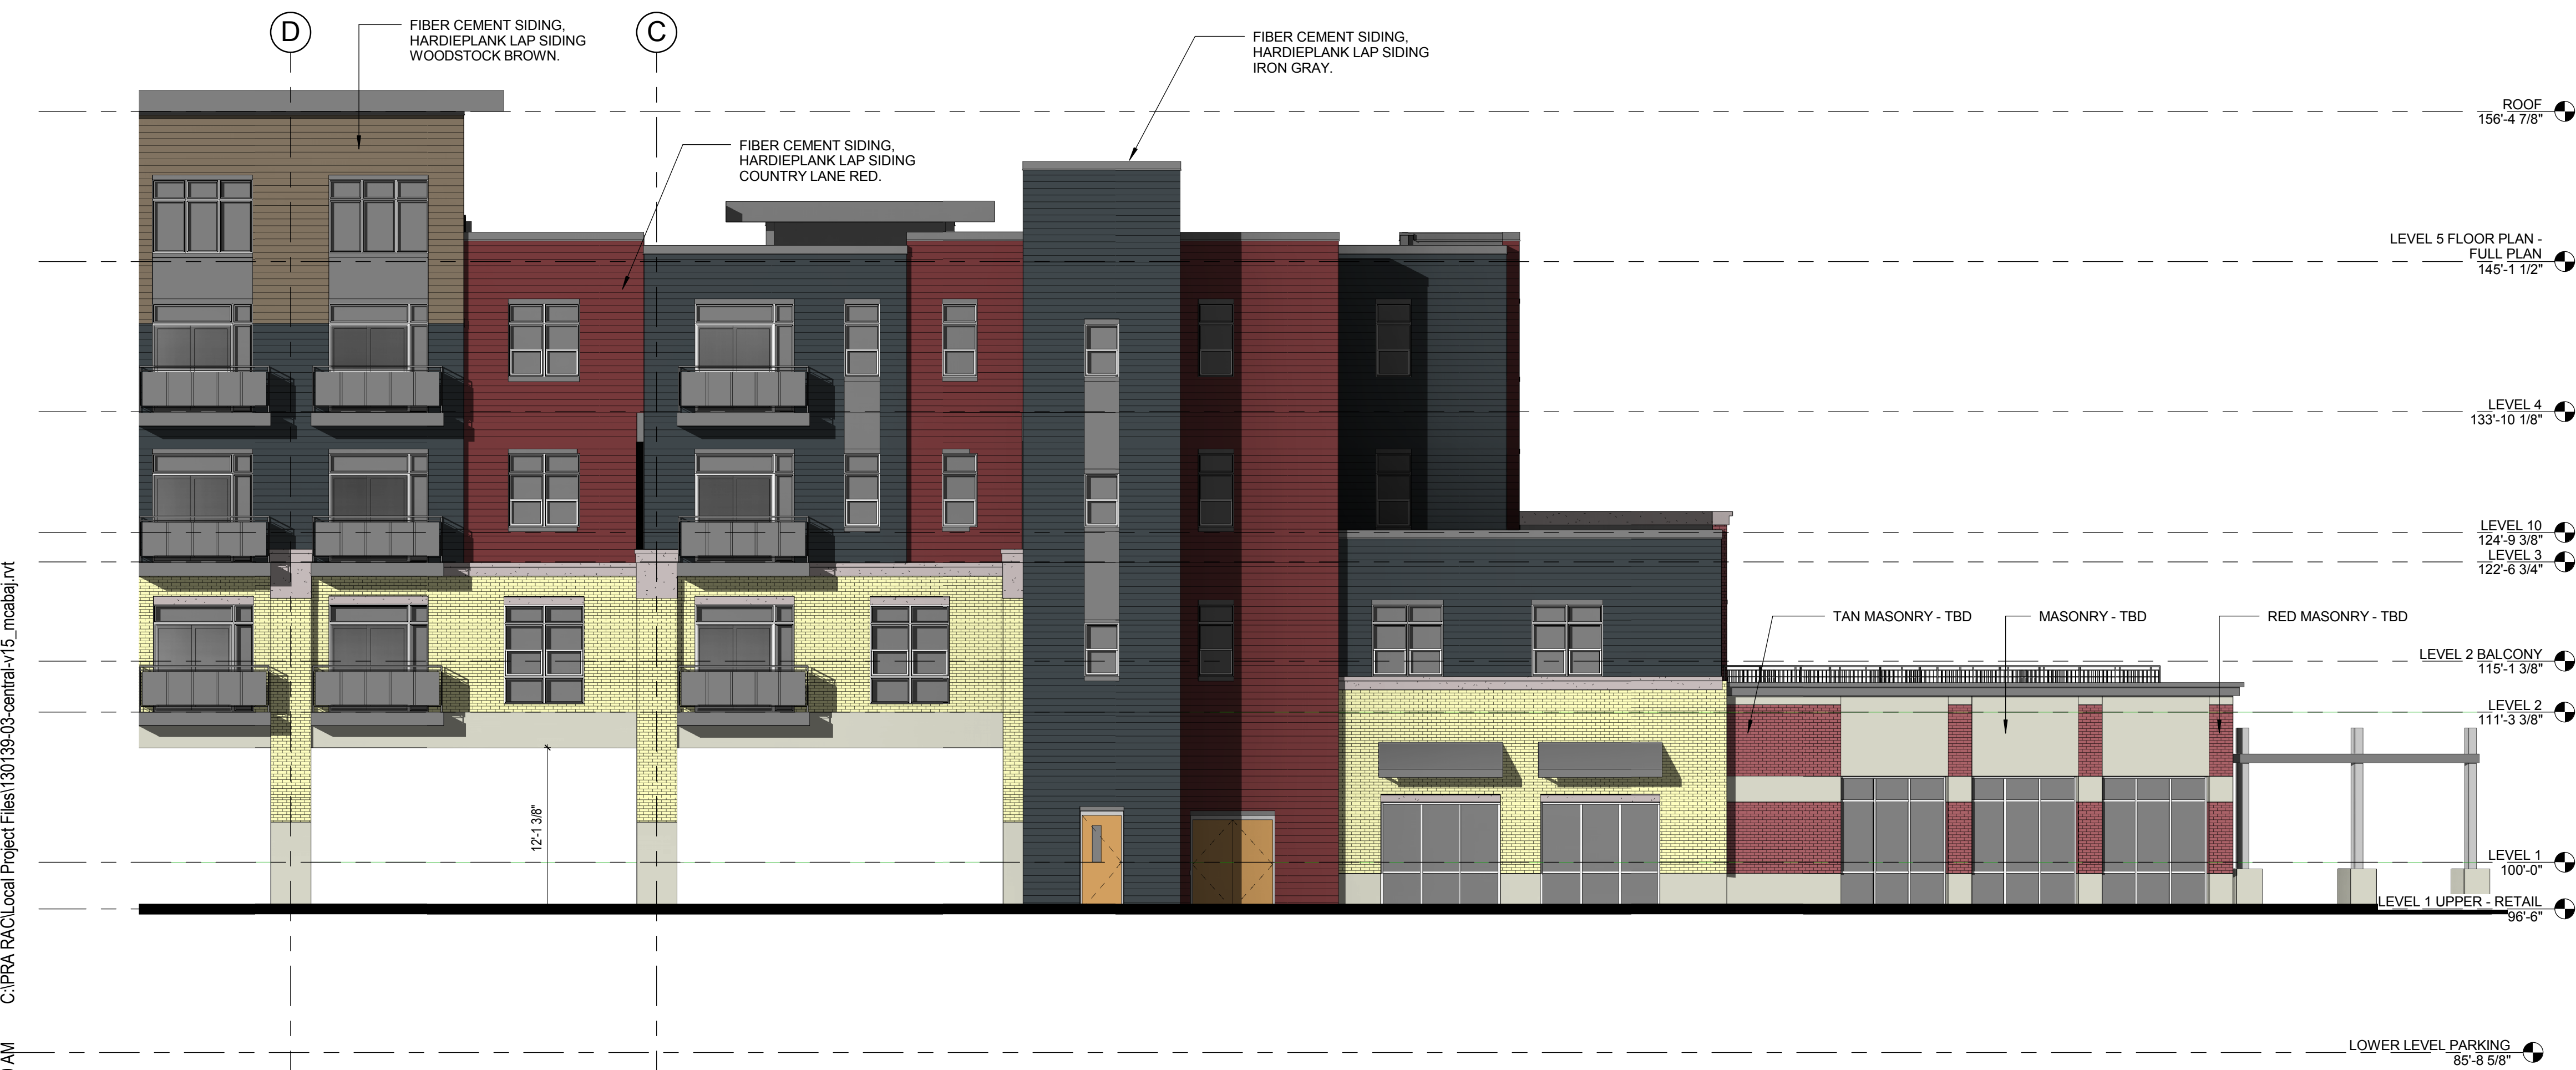 D
C
FIBER CEMENT SIDING,
HARDIEPLANK LAP SIDING
WOODSTOCK BROWN.
FIBER CEMENT SIDING,
HARDIEPLANK LAP SIDING
IRON GRAY.
FIBER CEMENT SIDING,
HARDIEPLANK LAP SIDING
COUNTRY LANE RED.
ROOF
156'-4 7/8"
LEVEL 5 FLOOR PLAN -
FULL PLAN
145'-1 1/2"
LEVEL 4
133'-10 1/8"
LEVEL 10
124'-9 3/8"
LEVEL 3
122'-6 3/4"
TAN MASONRY - TBD
MASONRY - TBD
RED MASONRY - TBD
LEVEL 2 BALCONY
115'-1 3/8"
LEVEL 2
111'-3 3/8"
12'-1 3/8"
LEVEL 1
100'-0"
LEVEL 1 UPPER - RETAIL
96'-6"
LOWER LEVEL PARKING
85'-8 5/8"
C:\PRA RAC\Local Project Files\130139-03-central-v15_mcabaj.rvt
AM